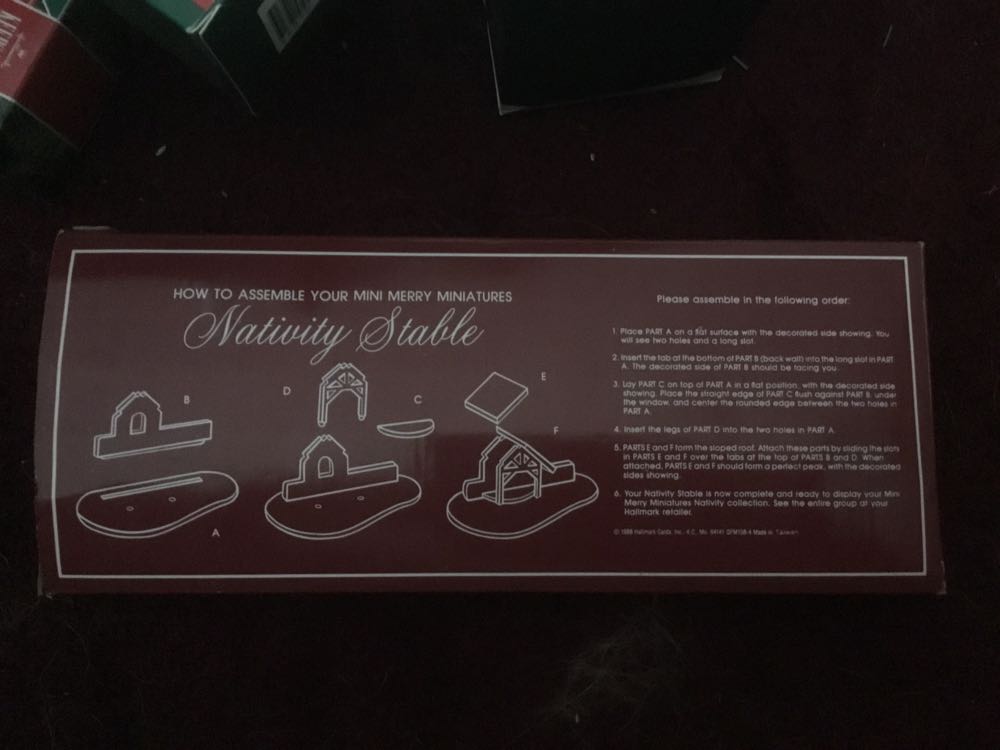 HOW TO ASSEMBLE YOUR MINI MERRY MINIATURES
Nativity Stable
B
D
C
E
F
A
Please assemble in the following order:
1. Place PART A on a flat surface with the decorated side showing. You
will see two holes and a long slot.
2. Insert the tab at the bottom of PART B (back wall) into the long slot in PART
A. The decorated side of PART B should be facing you.
3. Lay PART C on top of PART A in a flat position, with the decorated side
showing. Place the straight edge of PART C flush against PART B, under
the window, and center the rounded edge between the two holes in
PART A.
4. Insert the legs of PART D into the two holes in PART A.
5. PARTS E and F form the sloped roof. Attach these parts by sliding the slots
in PARTS E and F over the tabs at the top of PARTS B and D. When
attached, PARTS E and F should form a perfect peak, with the decorated
sides showing.
6. Your Nativity Stable is now complete and ready to display your Mini
Merry Miniatures Nativity collection. See the entire group at your
Hallmark retailer.
Hallmark Cards, Inc., K.C., Mo. 64141 Made in Taiwan